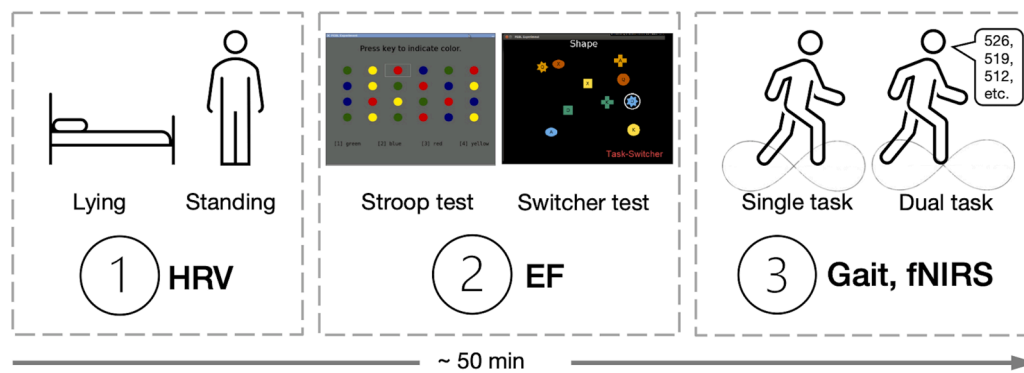 Press key to indicate color.
[1] green [2] blue [3] red [4] yellow
Shape
Task-Switcher
526,
519,
512,
etc.
Lying
Standing
Stroop test
Switcher test
Single task
Dual task
1 HRV
2 EF
3 Gait, fNIRS
~ 50 min